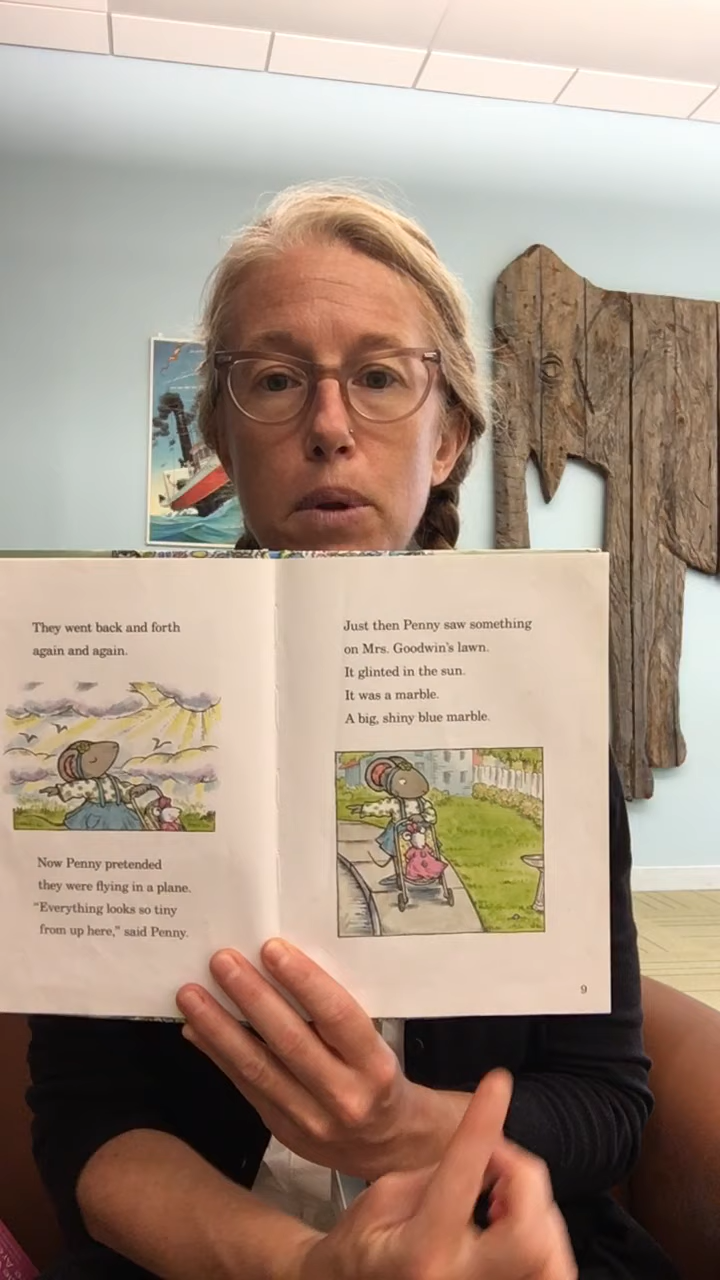 They went back and forth
again and again.
Now Penny pretended
they were flying in a plane.
“Everything looks so tiny
from up here,” said Penny.
Just then Penny saw something
on Mrs. Goodwin’s lawn.
It glinted in the sun.
It was a marble.
A big, shiny blue marble.
9